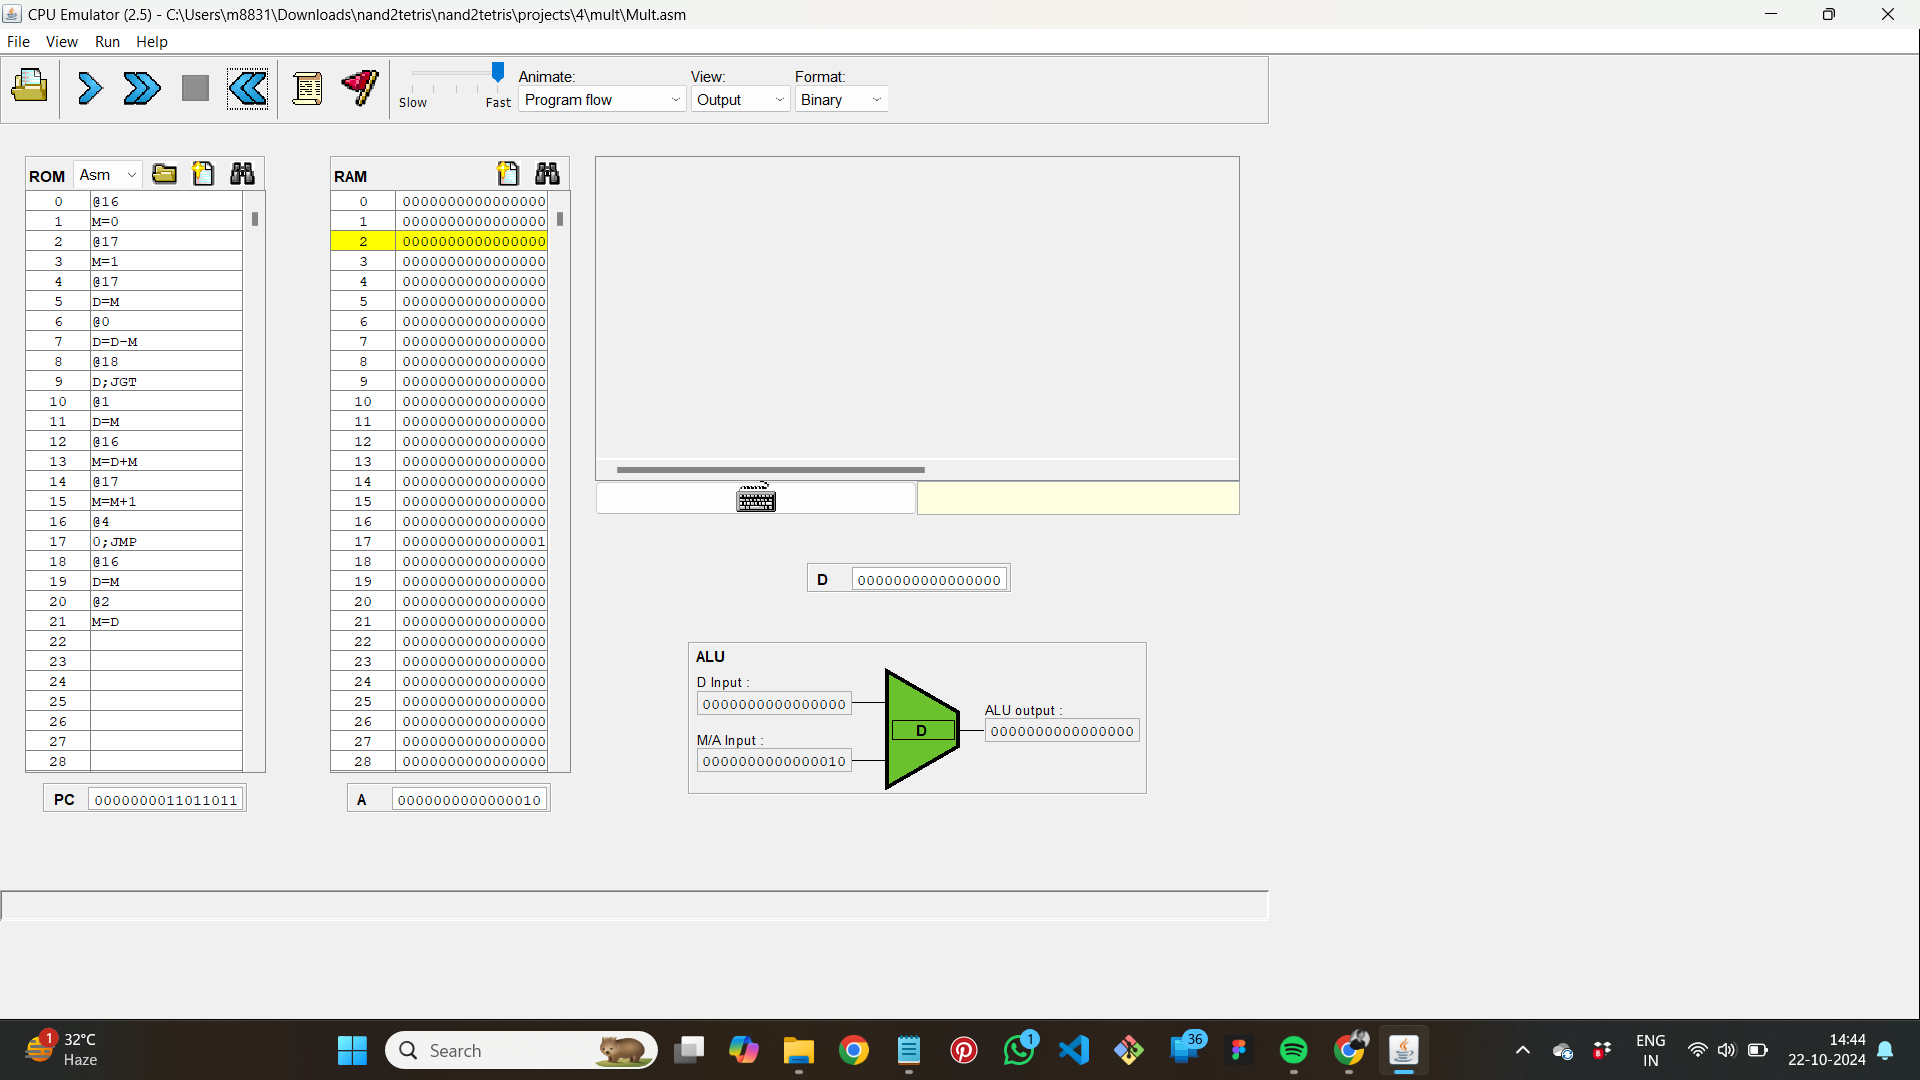 CPU Emulator (2.5) - C:\Users\m8831\Downloads\nand2tetris\nand2tetris\projects\4\mult\Mult.asm
File View Run Help
Slow Fast
Animate: View: Format:
Program flow Output Binary
ROM Asm
0 @16
1 M=0
2 @17
3 M=1
4 @17
5 D=M
6 @0
7 D=D-M
8 @18
9 D;JGT
10 @1
11 D=M
12 @16
13 M=D+M
14 @17
15 M=M+1
16 @4
17 0;JMP
18 @16
19 D=M
20 @2
21 M=D
22
23
24
25
26
27
28
PC 0000000011011011
RAM
0 0000000000000000
1 0000000000000000
2 0000000000000000
3 0000000000000000
4 0000000000000000
5 0000000000000000
6 0000000000000000
7 0000000000000000
8 0000000000000000
9 0000000000000000
10 0000000000000000
11 0000000000000000
12 0000000000000000
13 0000000000000000
14 0000000000000000
15 0000000000000000
16 0000000000000000
17 0000000000000001
18 0000000000000000
19 0000000000000000
20 0000000000000000
21 0000000000000000
22 0000000000000000
23 0000000000000000
24 0000000000000000
25 0000000000000000
26 0000000000000000
27 0000000000000000
28 0000000000000000
A 0000000000000010
D 0000000000000000
ALU
D Input :
0000000000000000
M/A Input :
0000000000000010
D
ALU output :
0000000000000000
1
32°C
Haze
Search
1
36
8
ENG
IN
14:44
22-10-2024